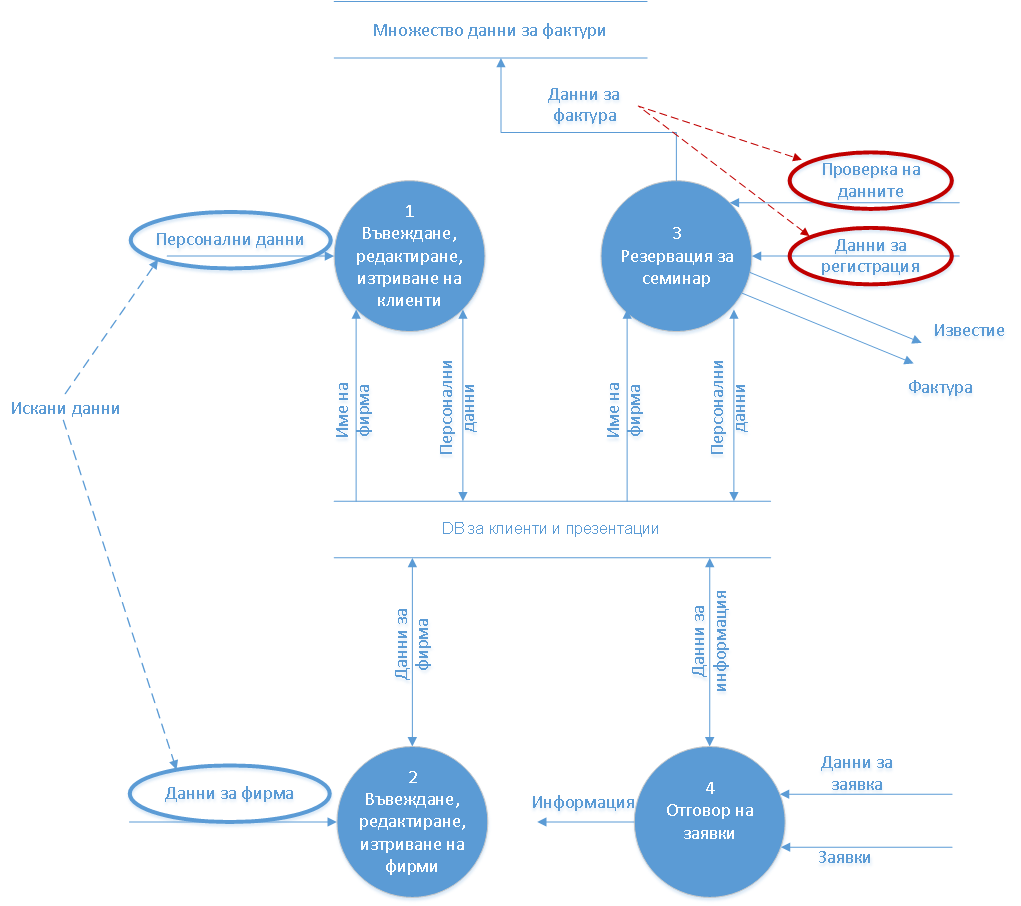 Множество данни за фактури
Данни за
фактура
Проверка на
данните
Персонални данни
1
Въвеждане,
редактиране,
изтриване на
клиенти
3
Резервация за
семинар
Данни за
регистрация
Известие
Фактура
Искани данни
Име на
фирма
Персонални
данни
Име на
фирма
Персонални
данни
DB за клиенти и презентации
Данни за
фирма
Данни за
информация
Данни за фирма
2
Въвеждане,
редактиране,
изтриване на
фирми
Информация
4
Отговор на
заявки
Данни за
заявка
Заявки